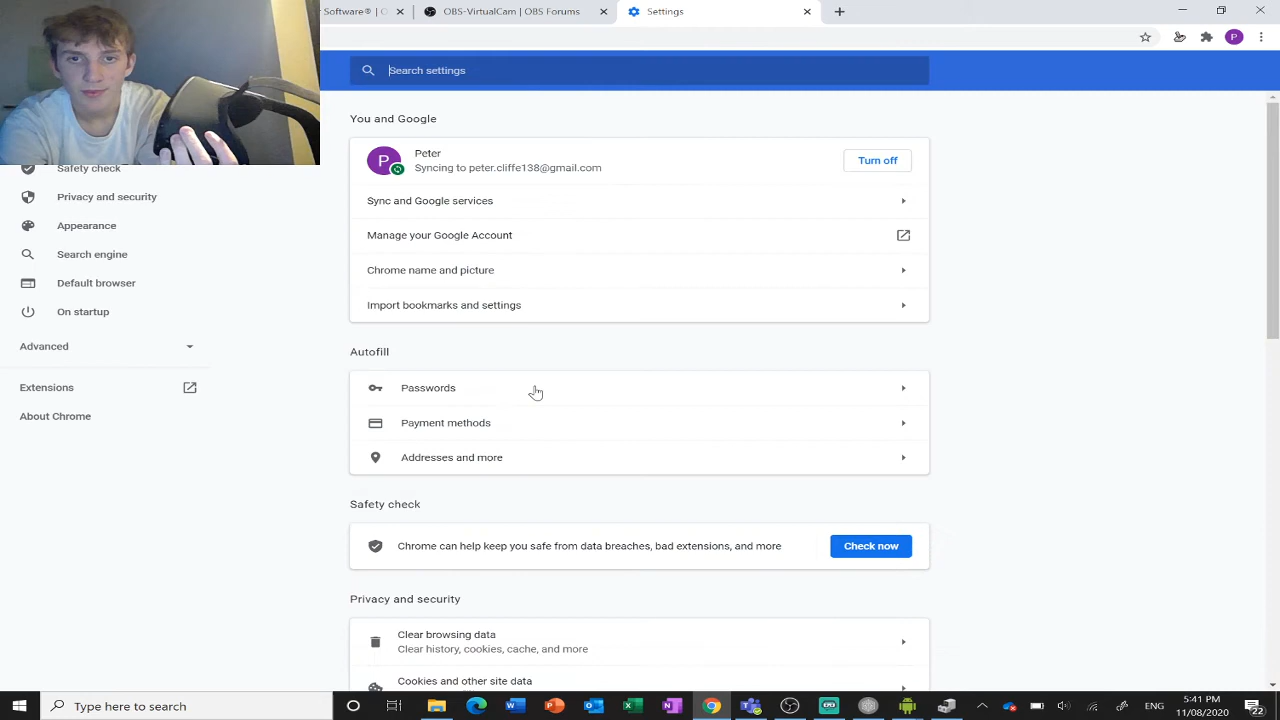 r Software® | O
OBS-VirtualCam | OBS Forums
Settings
P
Search settings
You and Google
P
Peter
Syncing to peter.cliffe138@gmail.com
Turn off
Sync and Google services
Manage your Google Account
Chrome name and picture
Import bookmarks and settings
Safety check
Privacy and security
Appearance
Search engine
Default browser
On startup
Advanced
Extensions
About Chrome
Autofill
Passwords
Payment methods
Addresses and more
Safety check
Chrome can help keep you safe from data breaches, bad extensions, and more
Check now
Privacy and security
Clear browsing data
Clear history, cookies, cache, and more
Cookies and other site data
Type here to search
ENG
5:41 PM
11/08/2020
22